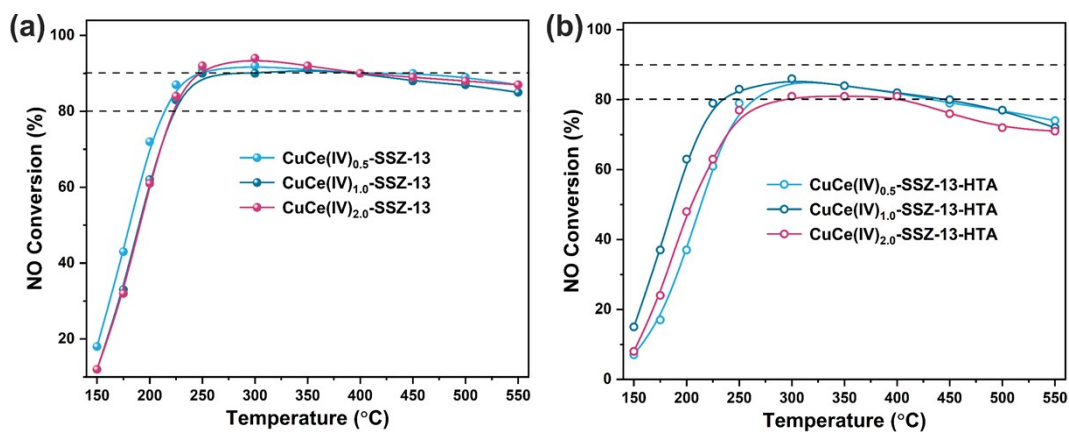 (a)
100
80
60
40
20
NO Conversion (%)
CuCe(IV)0.5-SSZ-13
CuCe(IV)1.0-SSZ-13
CuCe(IV)2.0-SSZ-13
150 200 250 300 350 400 450 500 550
Temperature (°C)
(b)
100
80
60
40
20
0
NO Conversion (%)
CuCe(IV)0.5-SSZ-13-HTA
CuCe(IV)1.0-SSZ-13-HTA
CuCe(IV)2.0-SSZ-13-HTA
150 200 250 300 350 400 450 500 550
Temperature (°C)